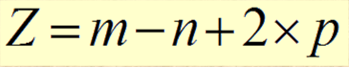 Z = m − n + 2 × p